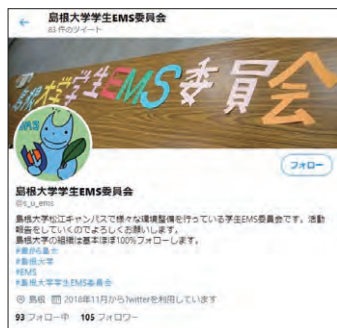 島根大学学生EMS委員会
83 件のツイート
島根大学学生EMS委員会
フォロー
島根大学学生EMS委員会
@s_u_ems
島根大学松江キャンパスで様々な環境整備を行っている学生EMS委員会です。活動
報告をしていくのでよろしくお願いします。
島根大学の組織は基本ほぼ100%フォローします。
#島根大学
#EMS
#島根大学学生EMS委員会
島根 2018年11月からTwitterを利用しています
93 フォロー中 105 フォロワー